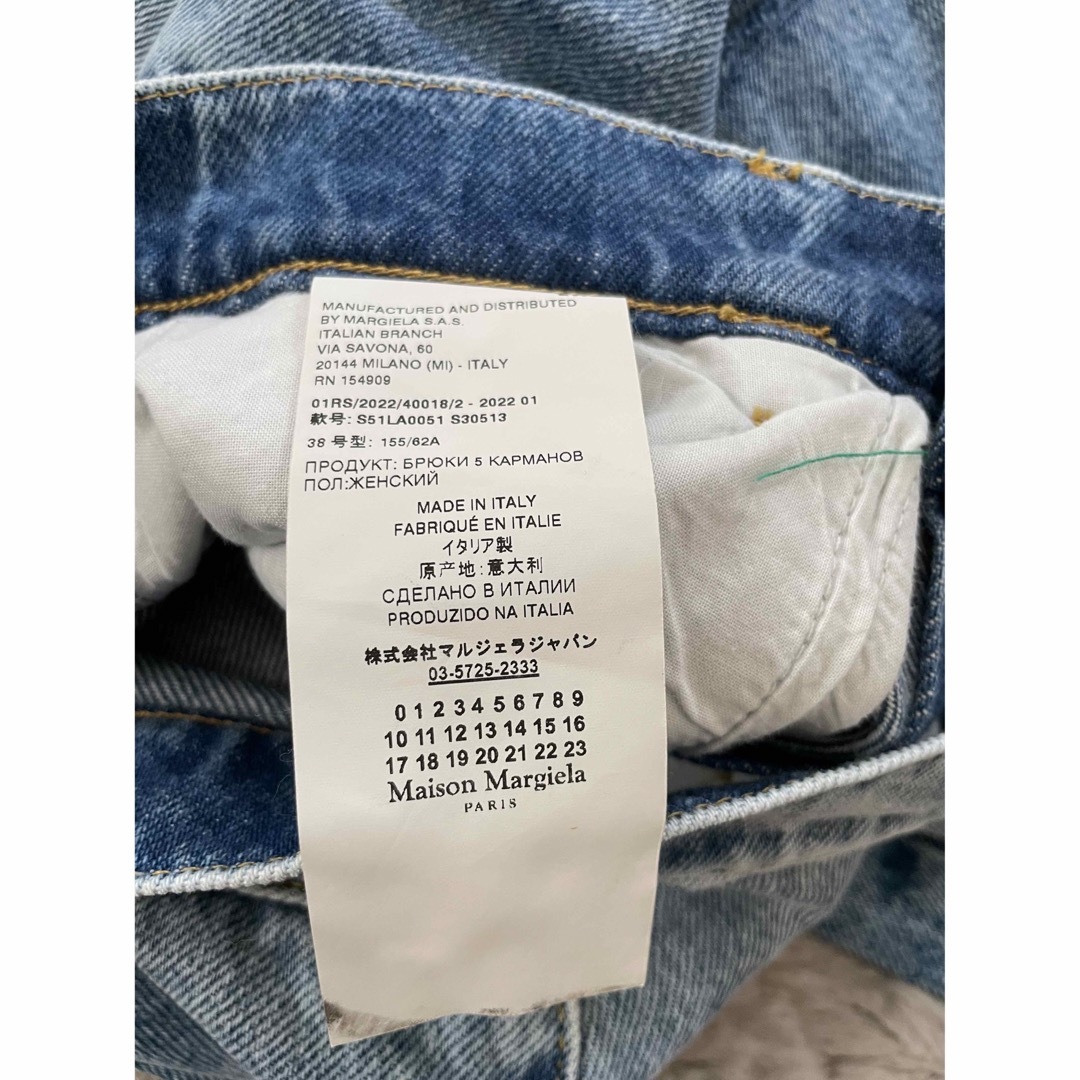 MANUFACTURED AND DISTRIBUTED
BY MARGIELA S.A.S.
ITALIAN BRANCH
VIA SAVONA, 60
20144 MILANO (MI) - ITALY
RN 154909
01RS/2022/40018/2 - 2022 01
款号: S51LA0051 S30513
38 号型: 155/62A
ПРОДУКТ: БРЮКИ 5 КАРМАНОВ
ПОЛ:ЖЕНСКИЙ
MADE IN ITALY
FABRIQUÉ EN ITALIE
イタリア製
原产地:意大利
СДЕЛАНО В ИТАЛИИ
PRODUZIDO NA ITALIA
株式会社マルジェラジャパン
03-5725-2333
0 1 2 3 4 5 6 7 8 9
10 11 12 13 14 15 16
17 18 19 20 21 22 23
Maison Margiela
PARIS